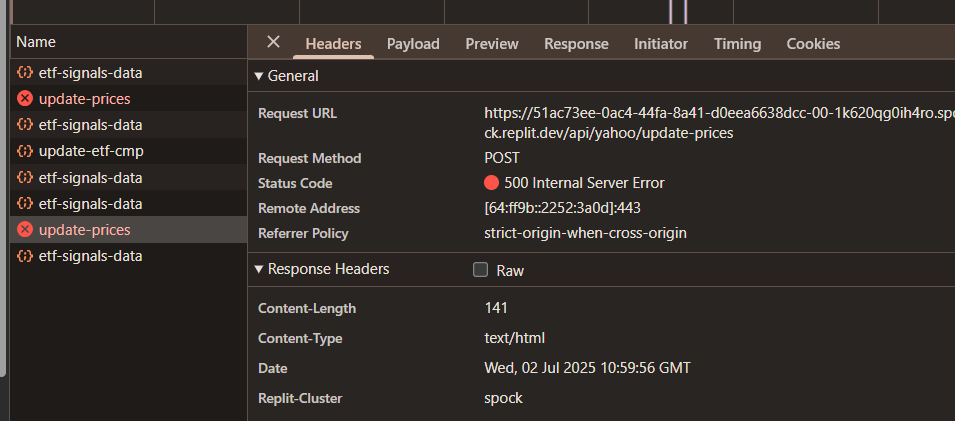 Name
etf-signals-data
update-prices
etf-signals-data
update-etf-cmp
etf-signals-data
etf-signals-data
update-prices
etf-signals-data
Headers Payload Preview Response Initiator Timing Cookies
General
Request URL https://51ac73ee-0ac4-44fa-8a41-d0eea6638dcc-00-1k620qg0ih4ro.spo
ck.replit.dev/api/yahoo/update-prices
Request Method POST
Status Code 500 Internal Server Error
Remote Address [64:ff9b::2252:3a0d]:443
Referrer Policy strict-origin-when-cross-origin
Response Headers Raw
Content-Length 141
Content-Type text/html
Date Wed, 02 Jul 2025 10:59:56 GMT
Replit-Cluster spock